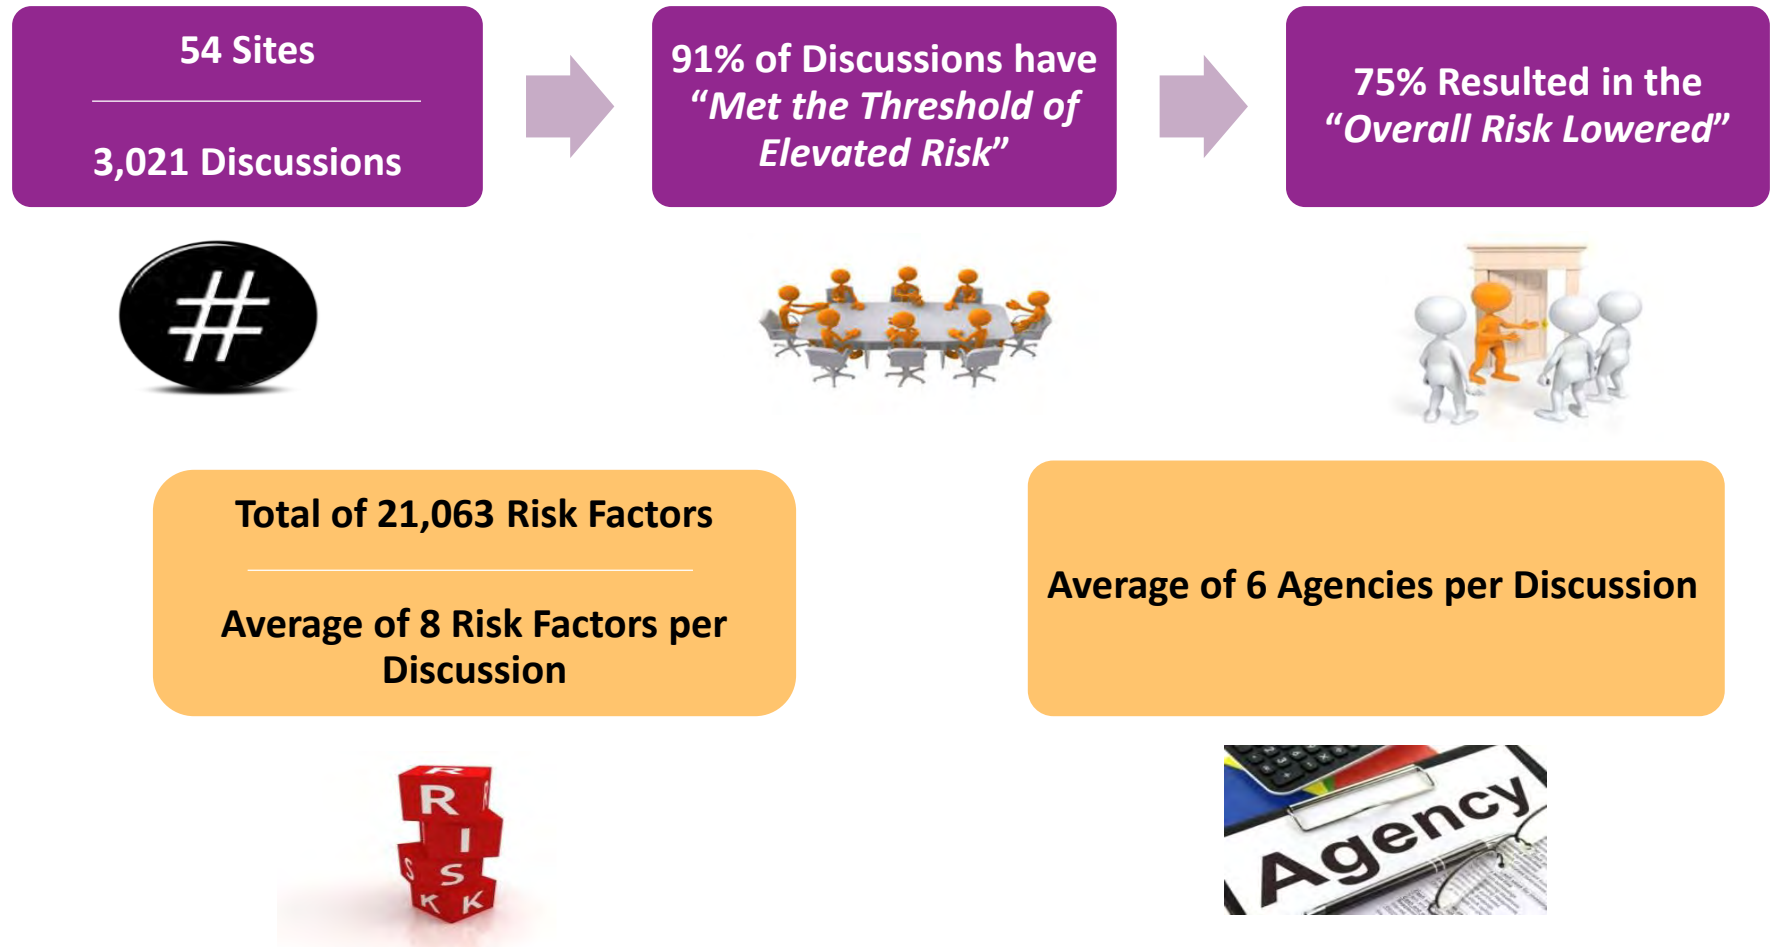 54 Sites
3,021 Discussions
91% of Discussions have
“Met the Threshold of
Elevated Risk”
75% Resulted in the
“Overall Risk Lowered”
#
Total of 21,063 Risk Factors
Average of 8 Risk Factors per
Discussion
Average of 6 Agencies per Discussion
R
R R
I I
S S
K K
Agency